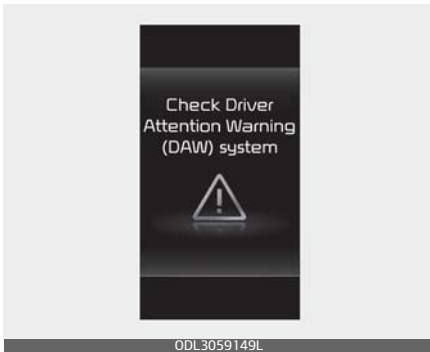 Check Driver
Attention Warning
(DAW) system
ODL3059149L